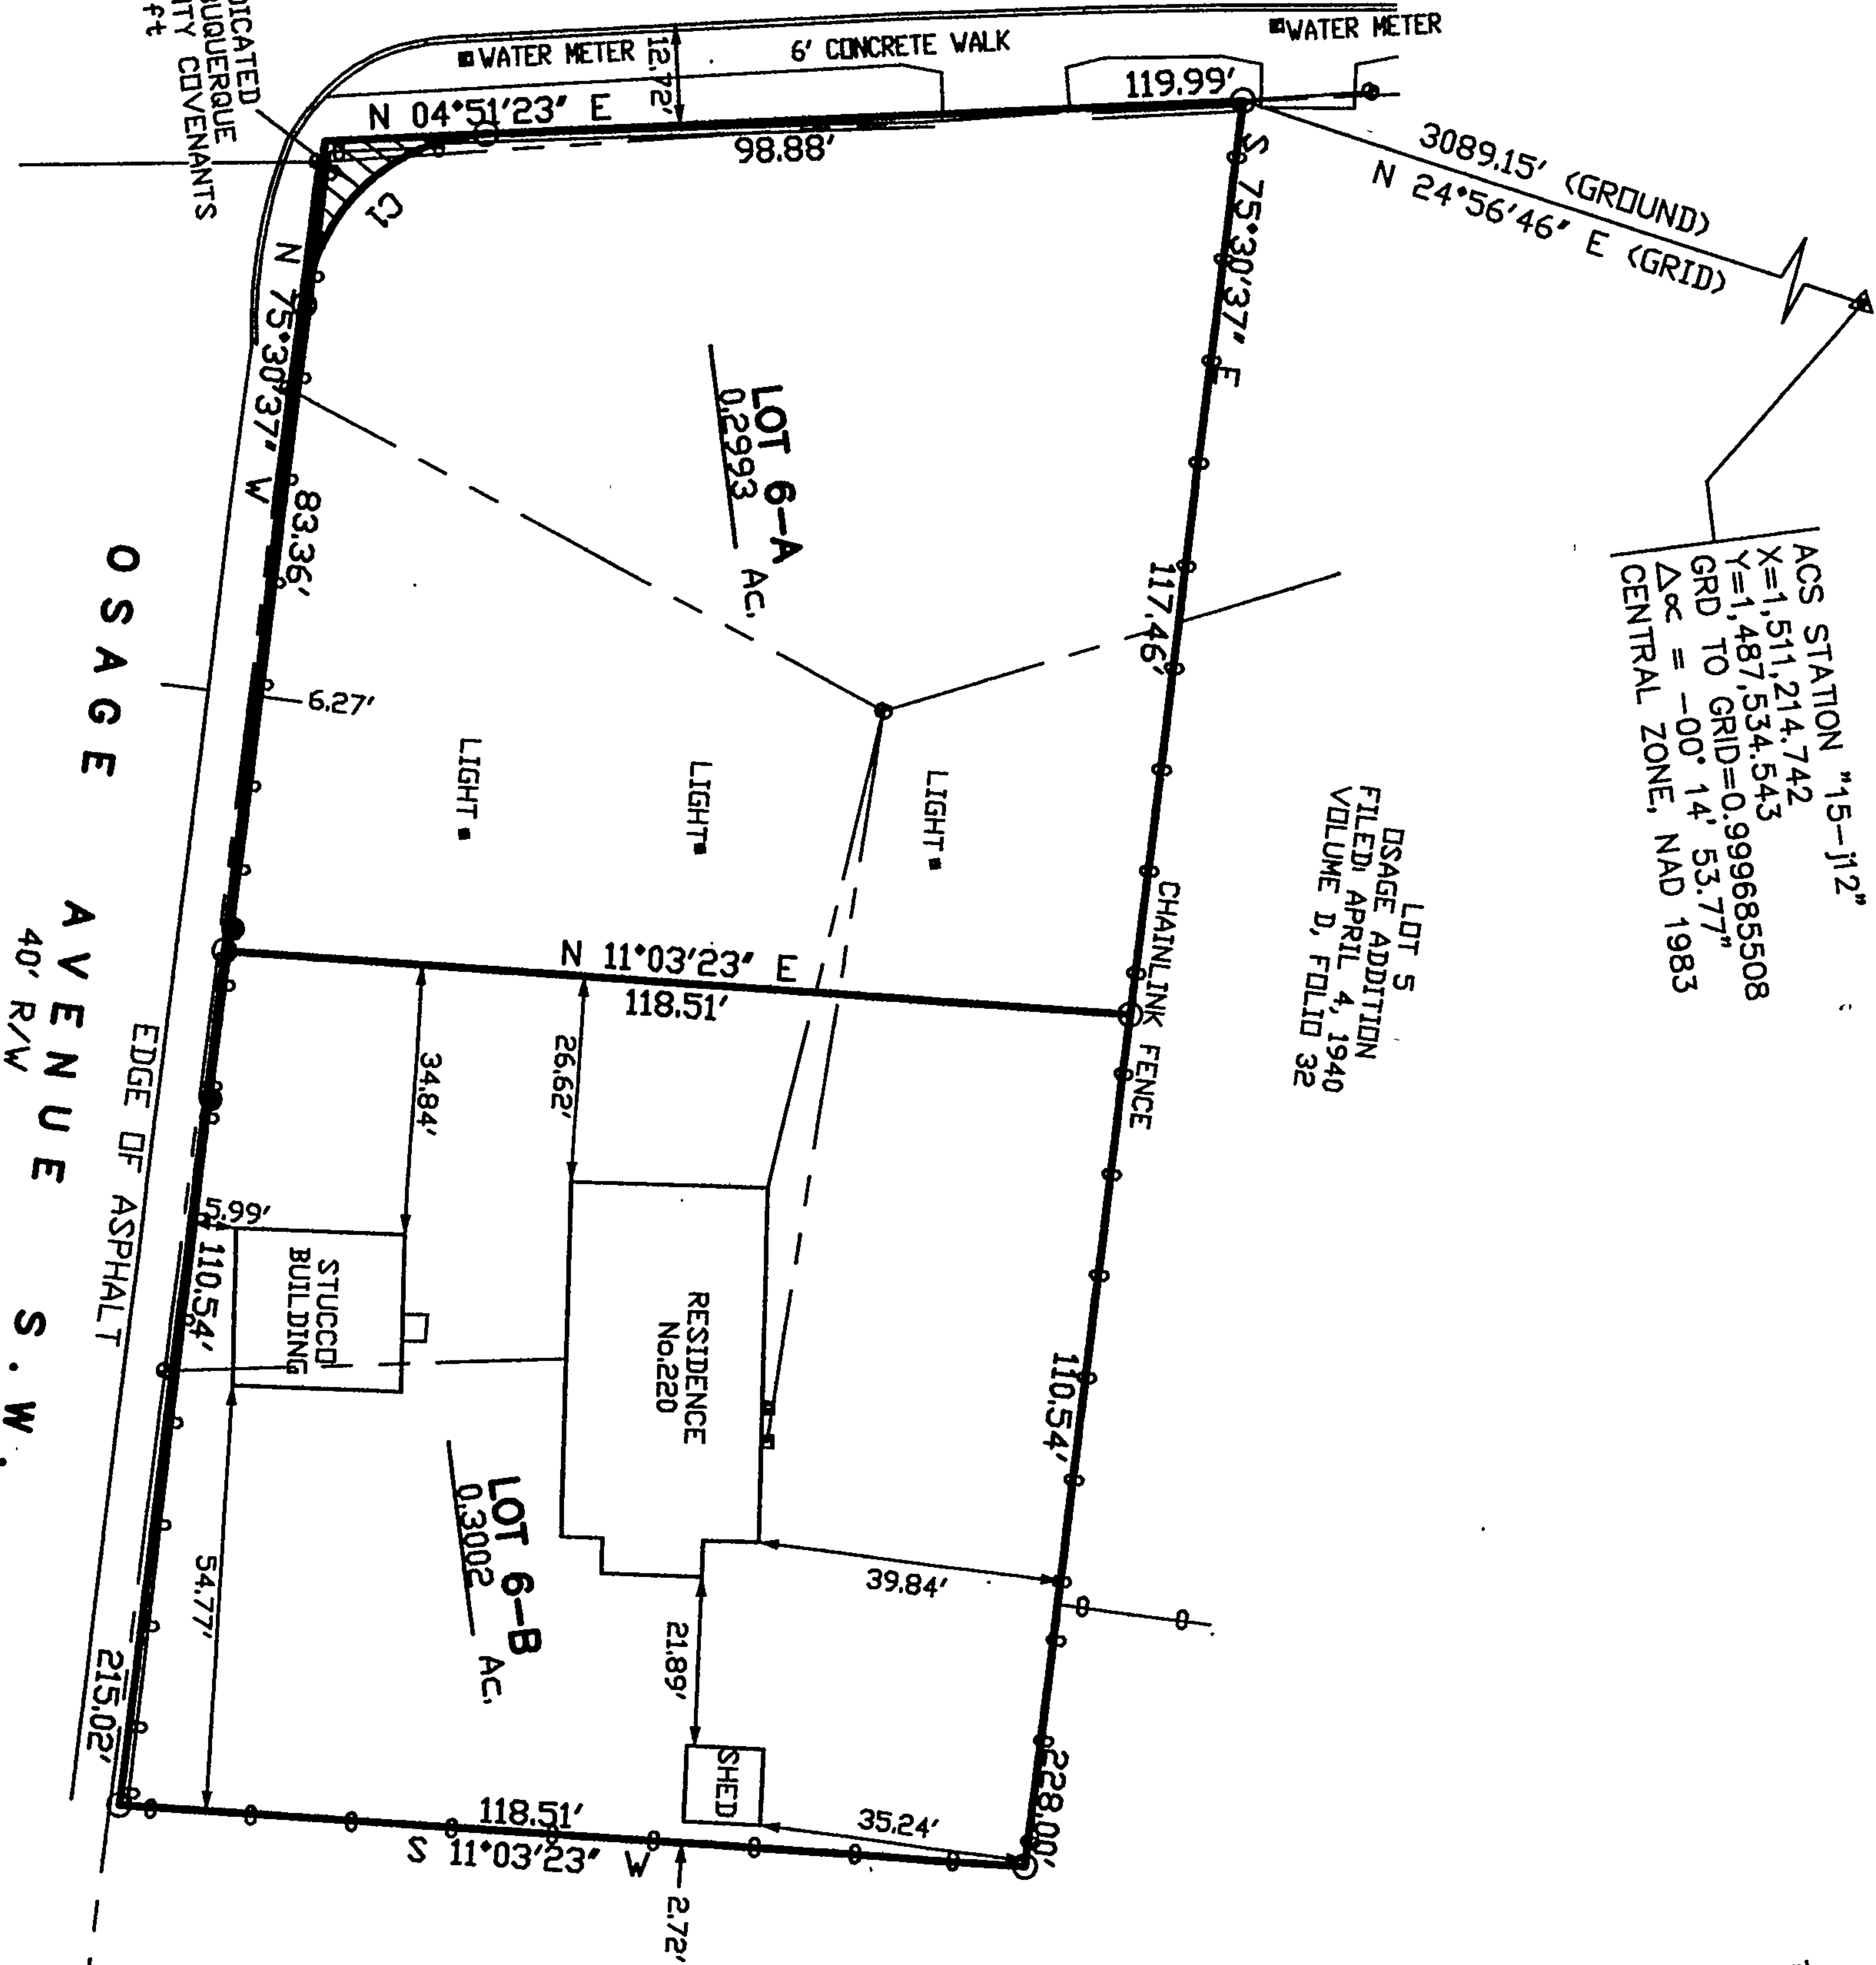 WATER METER
WATER METER
6' CONCRETE WALK
12.72'
119.99'
N 04°51'23" E
98.88'
3089.15' (GROUND)
N 24°56'46" E (GRID)
ACS STATION "15-j12"
X=1,511,214.742
Y=1,487,534.543
GRD TO GRID=0.999685508
Δ∝ = -00° 14' 53.77"
CENTRAL ZONE, NAD 1983
DICATED
BUQUERQUE
ITY COVENANTS
ft
C1
S 75°30'37" E
117.46'
N 75°30'37" W
83.36'
LOT 6-A
0.2993 AC.
6.27'
LIGHT
LIGHT
LIGHT
LOT 5
OSAGE ADDITION
FILED: APRIL 4, 1940
VOLUME D, FOLIO 32
CHAINLINK FENCE
N 11°03'23" E
118.51'
OSAGE AVENUE S.W.
40' R/W
EDGE OF ASPHALT
34.84'
26.62'
5.99'
110.54'
STUCCO
BUILDING
RESIDENCE
No.220
110.54'
LOT 6-B
0.3002 AC.
54.77'
39.84'
21.89'
SHED
35.24'
228.00'
215.02'
118.51'
S 11°03'23" W
2.72'